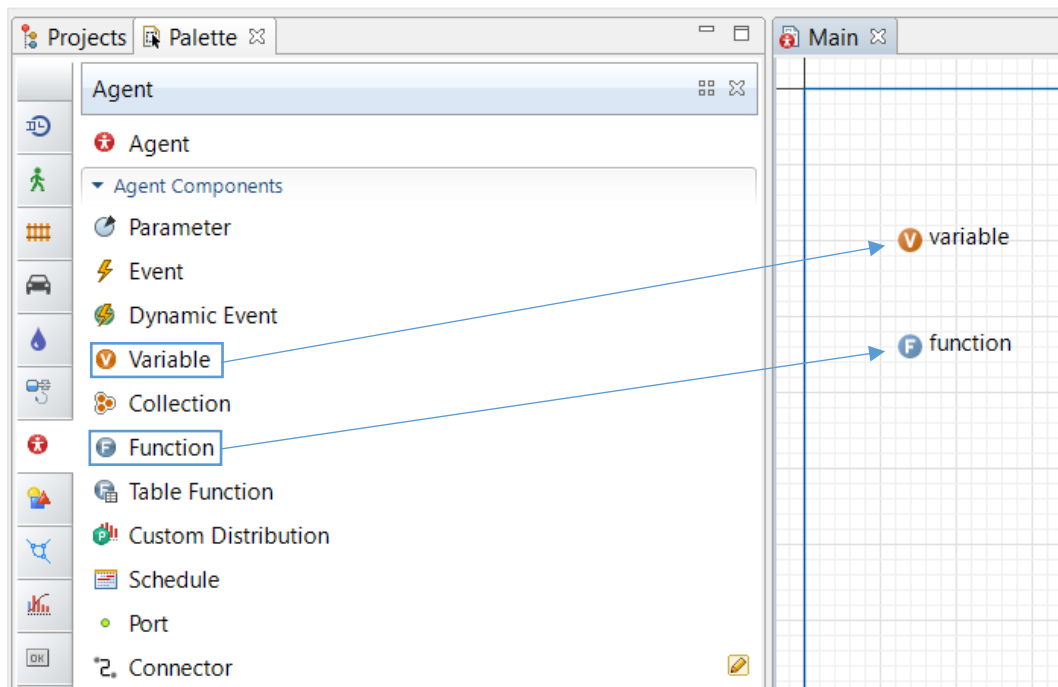 Projects Palette
Main
Agent
Agent
Agent Components
Parameter
Event
Dynamic Event
Variable
Collection
Function
Table Function
Custom Distribution
Schedule
Port
Connector
OK
V variable
F function